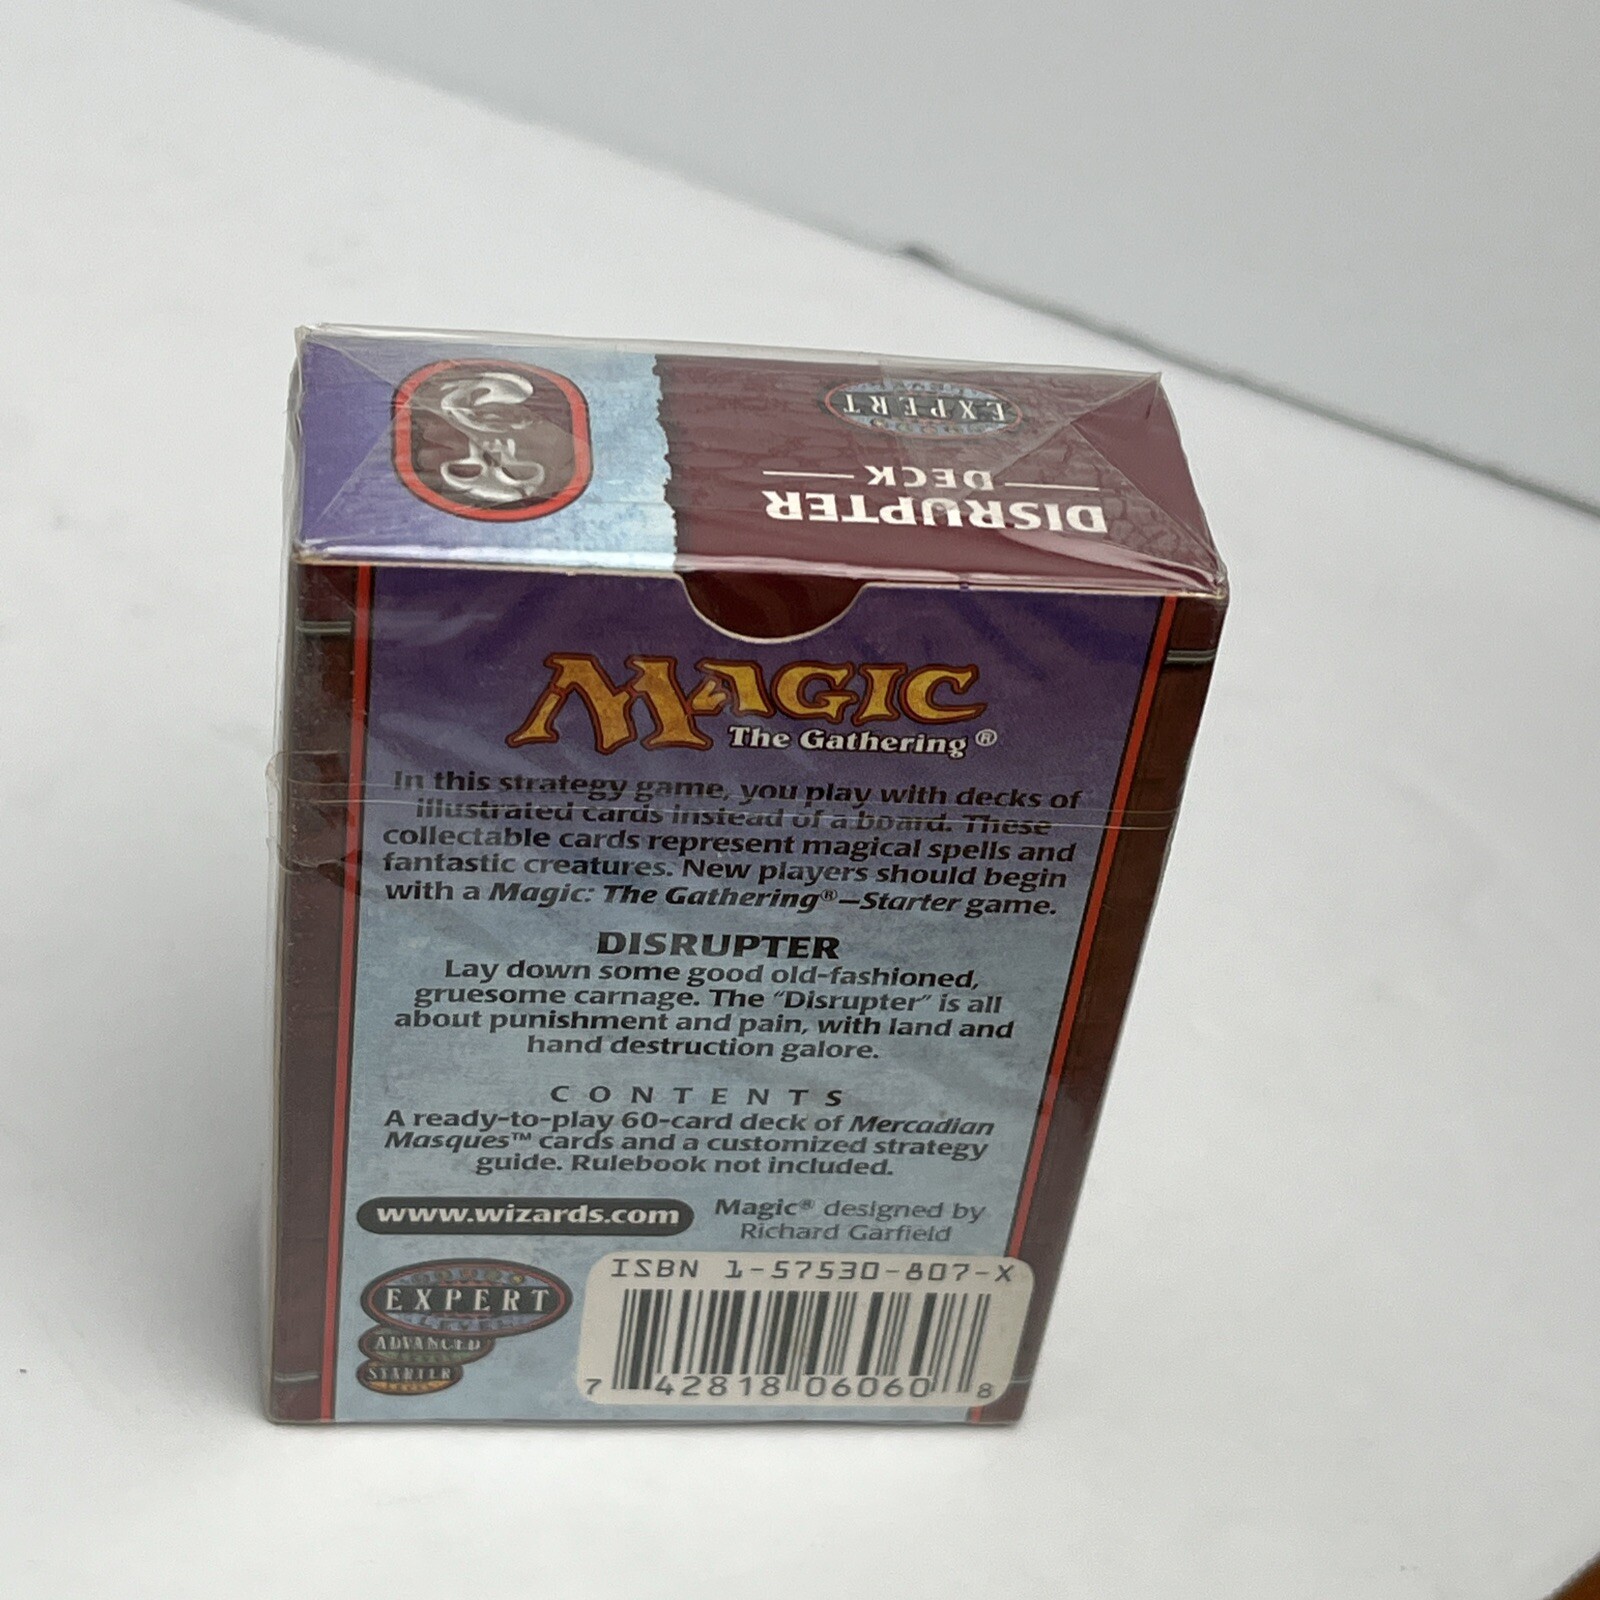 EXPERT
DECK
DISRUPTER
MAGIC
The Gathering®
In this strategy game, you play with decks of
illustrated cards instead of a board. These
collectable cards represent magical spells and
fantastic creatures. New players should begin
with a Magic: The Gathering®—Starter game.
DISRUPTER
Lay down some good old-fashioned,
gruesome carnage. The "Disrupter" is all
about punishment and pain, with land and
hand destruction galore.
CONTENTS
A ready-to-play 60-card deck of Mercadian
Masques™ cards and a customized strategy
guide. Rulebook not included.
www.wizards.com
Magic® designed by
Richard Garfield
EXPERT
LEVEL
ADVANCED
STARTER
LEVEL
ISBN 1-57530-807-X
7 42818 06060 8